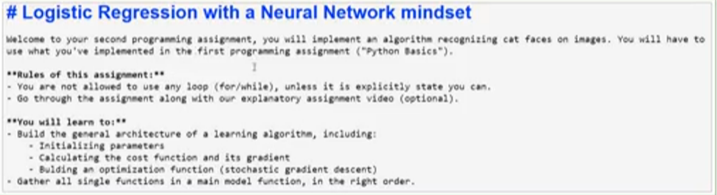 # Logistic Regression with a Neural Network mindset
Welcome to your second programming assignment, you will implement an algorithm recognizing cat faces on images. You will have to
use what you've implemented in the first programming assignment ("Python Basics").
**Rules of this assignment:**
- You are not allowed to use any loop (for/while), unless it is explicitly state you can.
- Go through the assignment along with our explanatory assignment video (optional).
**You will learn to:**
- Build the general architecture of a learning algorithm, including:
- Initializing parameters
- Calculating the cost function and its gradient
- Bulding an optimization function (stochastic gradient descent)
- Gather all single functions in a main model function, in the right order.